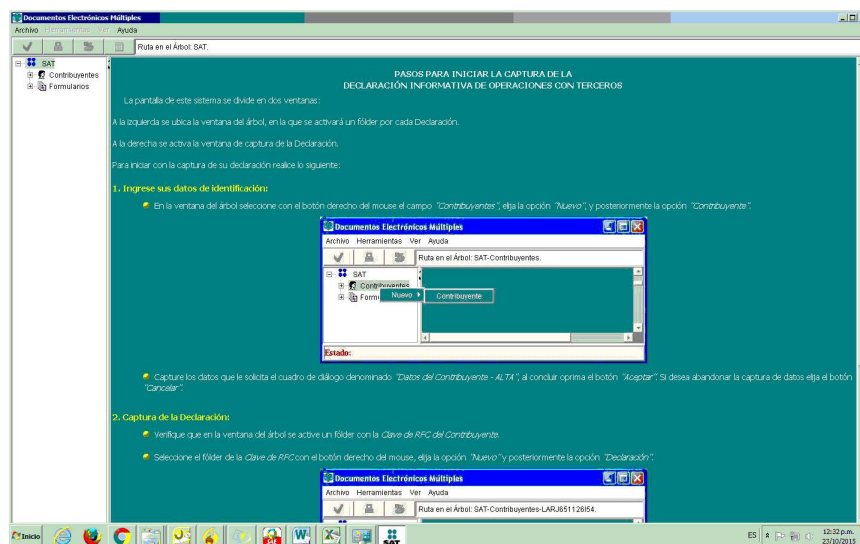 Documentos Electrónicos Múltiples
Archivo Herramientas Ver Ayuda
Ruta en el Árbol: SAT.
SAT
Contribuyentes
Formularios
PASOS PARA INICIAR LA CAPTURA DE LA
DECLARACIÓN INFORMATIVA DE OPERACIONES CON TERCEROS
La pantalla de este sistema se divide en dos ventanas:
A la izquierda se ubica la ventana del árbol, en la que se activará un fólder por cada Declaración.
A la derecha se activa la ventana de captura de la Declaración.
Para iniciar con la captura de su declaración realice lo siguiente:
1. Ingrese sus datos de identificación:
En la ventana del árbol seleccione con el botón derecho del mouse el campo "Contribuyentes", elija la opción "Nuevo", y posteriormente la opción "Contribuyente".
Documentos Electrónicos Múltiples
Archivo Herramientas Ver Ayuda
Ruta en el Árbol: SAT-Contribuyentes.
SAT
Contribuyentes
Formu
Nuevo
Contribuyente
Estado:
Capture los datos que le solicita el cuadro de diálogo denominado "Datos del Contribuyente - ALTA", al concluir oprima el botón "Aceptar". Si desea abandonar la captura de datos elija el botón
"Cancelar".
2. Captura de la Declaración:
Verifique que en la ventana del árbol se active un fólder con la Clave de RFC del Contribuyente.
Seleccione el fólder de la Clave de RFC con el botón derecho del mouse, elija la opción "Nuevo" y posteriormente la opción "Declaración".
Documentos Electrónicos Múltiples
Archivo Herramientas Ver Ayuda
Ruta en el Árbol: SAT-Contribuyentes-LARJ651126I54.
Inicio
SAT
ES
12:32 p.m.
23/10/2015